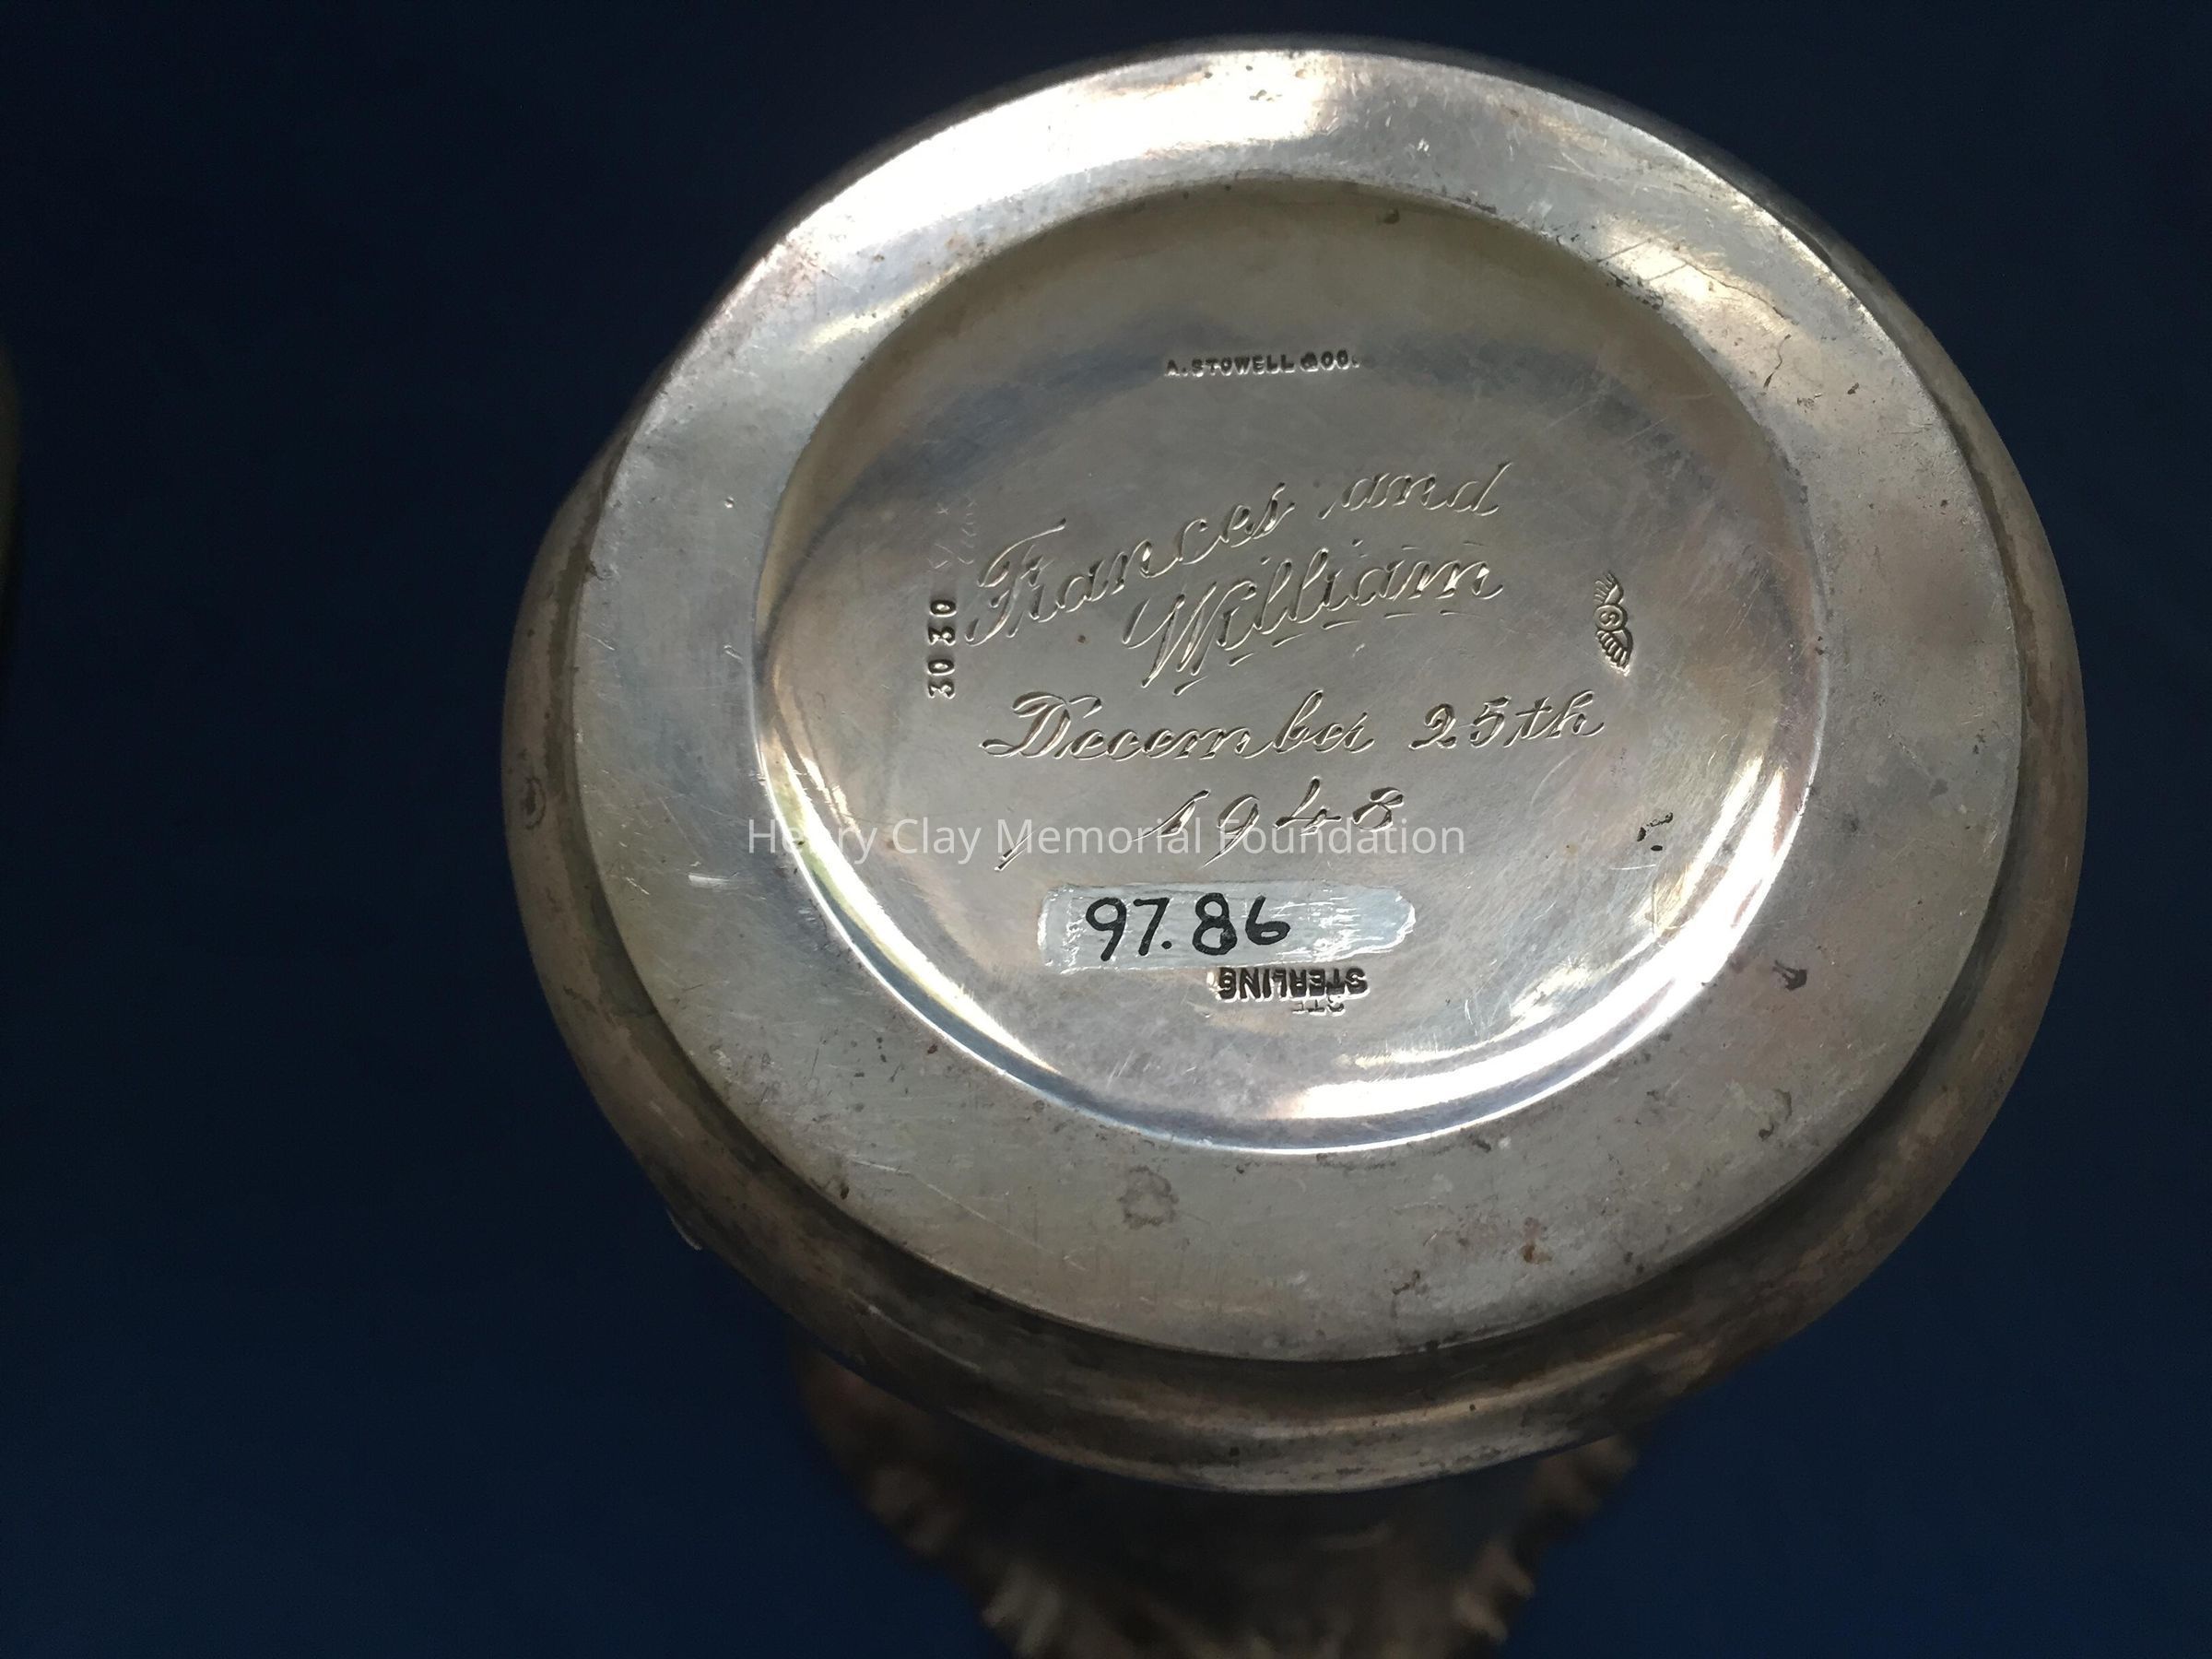 A. STOWELL & CO.
Frances and
William
3030
December 25th
1948
Henry Clay Memorial Foundation
97.86
STERLING